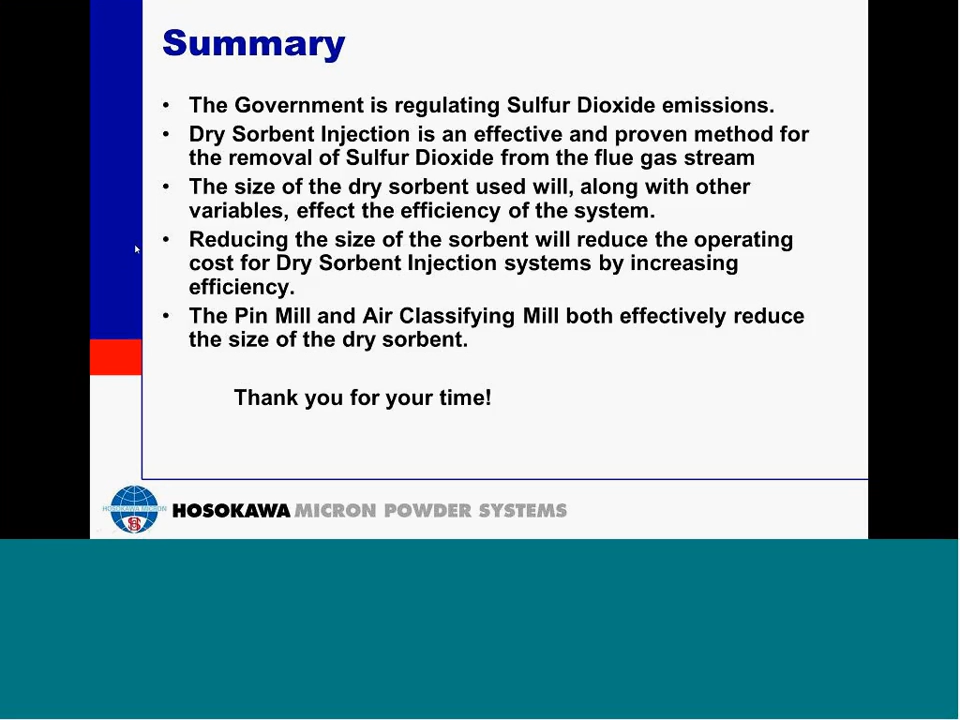 Summary
• The Government is regulating Sulfur Dioxide emissions.
• Dry Sorbent Injection is an effective and proven method for
the removal of Sulfur Dioxide from the flue gas stream
• The size of the dry sorbent used will, along with other
variables, effect the efficiency of the system.
• Reducing the size of the sorbent will reduce the operating
cost for Dry Sorbent Injection systems by increasing
efficiency.
• The Pin Mill and Air Classifying Mill both effectively reduce
the size of the dry sorbent.
Thank you for your time!
HOSOKAWA MICRON
HOSOKAWA MICRON POWDER SYSTEMS